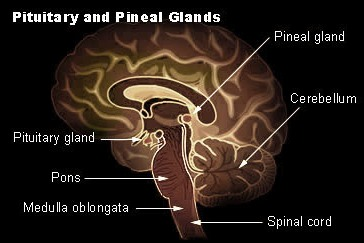 Pituitary and Pineal Glands
Pineal gland
Cerebellum
Pituitary gland
Pons
Medulla oblongata
Spinal cord